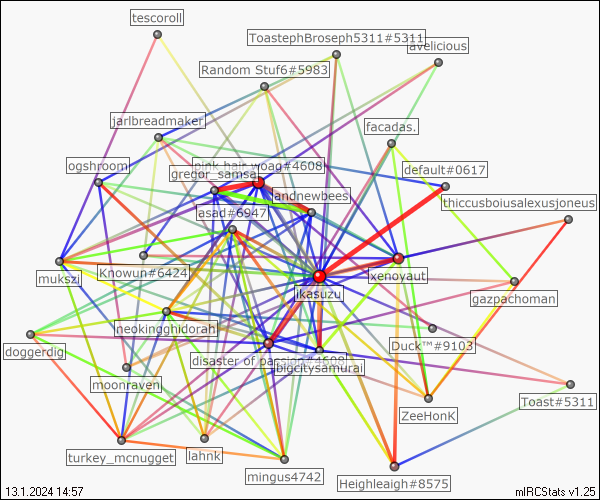 tescoroll
ToastephBroseph5311#5311
avelicious
Random Stuf6#5983
jarlbreadmaker
facadas.
ogshroom
pink hair woag#4608
gregor_samsa
default#0617
landnewbees
thiccusboiusalexusjoneus
asad#6947
mukszi
Knowun#6424
xenoyaut
ikasuzu
gazpachoman
neokingghidorah
doggerdig
Duck™#9103
disaster of passion#4608
bigcitysamurai
moonraven
Toast#5311
ZeeHonK
turkey_mcnugget
lahnk
mingus4742
Heighleaigh#8575
13.1.2024 14:57
mIRCStats v1.25